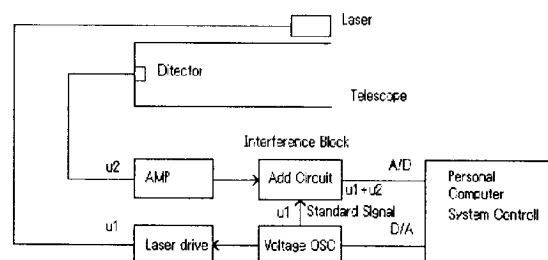 Laser
Ditector
Telescope
Interference Block
u2
AMP
Add Circuit
A/D
u1+u2
Personal
Computer
System Controll
u1
Standard Signal
D/A
u1
Laser drive
Voltage OSC